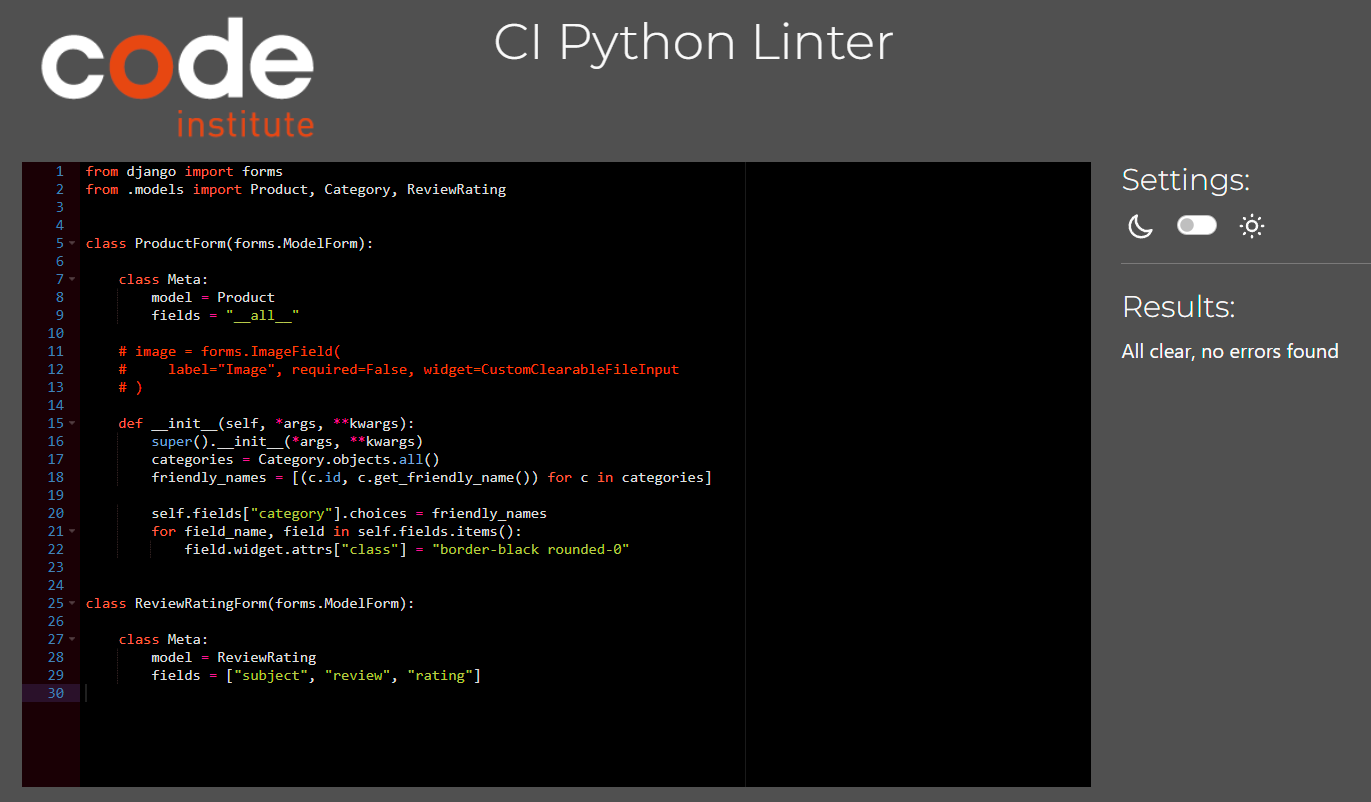 code
institute
CI Python Linter
1 from django import forms
2 from .models import Product, Category, ReviewRating
3
4
5 class ProductForm(forms.ModelForm):
6
7     class Meta:
8         model = Product
9         fields = "__all__"
10
11     # image = forms.ImageField(
12     #     label="Image", required=False, widget=CustomClearableFileInput
13     # )
14
15     def __init__(self, *args, **kwargs):
16         super().__init__(*args, **kwargs)
17         categories = Category.objects.all()
18         friendly_names = [(c.id, c.get_friendly_name()) for c in categories]
19
20         self.fields["category"].choices = friendly_names
21         for field_name, field in self.fields.items():
22             field.widget.attrs["class"] = "border-black rounded-0"
23
24
25 class ReviewRatingForm(forms.ModelForm):
26
27     class Meta:
28         model = ReviewRating
29         fields = ["subject", "review", "rating"]
30
Settings:
Results:
All clear, no errors found